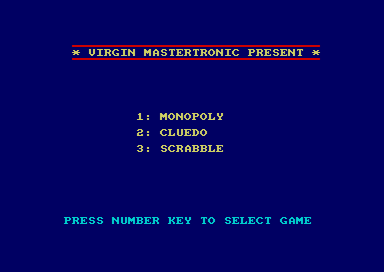 * VIRGIN MASTERTRONIC PRESENT *
1: MONOPOLY
2: CLUEDO
3: SCRABBLE
PRESS NUMBER KEY TO SELECT GAME